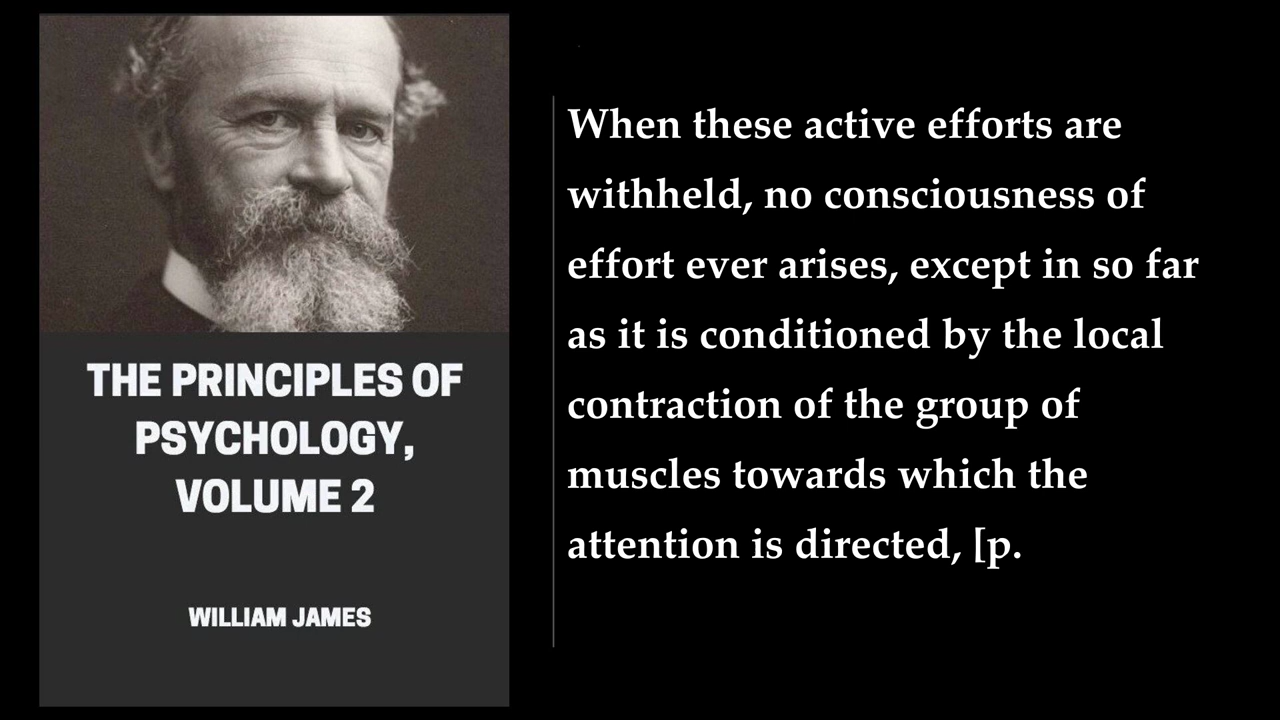 THE PRINCIPLES OF
PSYCHOLOGY,
VOLUME 2
WILLIAM JAMES
When these active efforts are
withheld, no consciousness of
effort ever arises, except in so far
as it is conditioned by the local
contraction of the group of
muscles towards which the
attention is directed, [p.